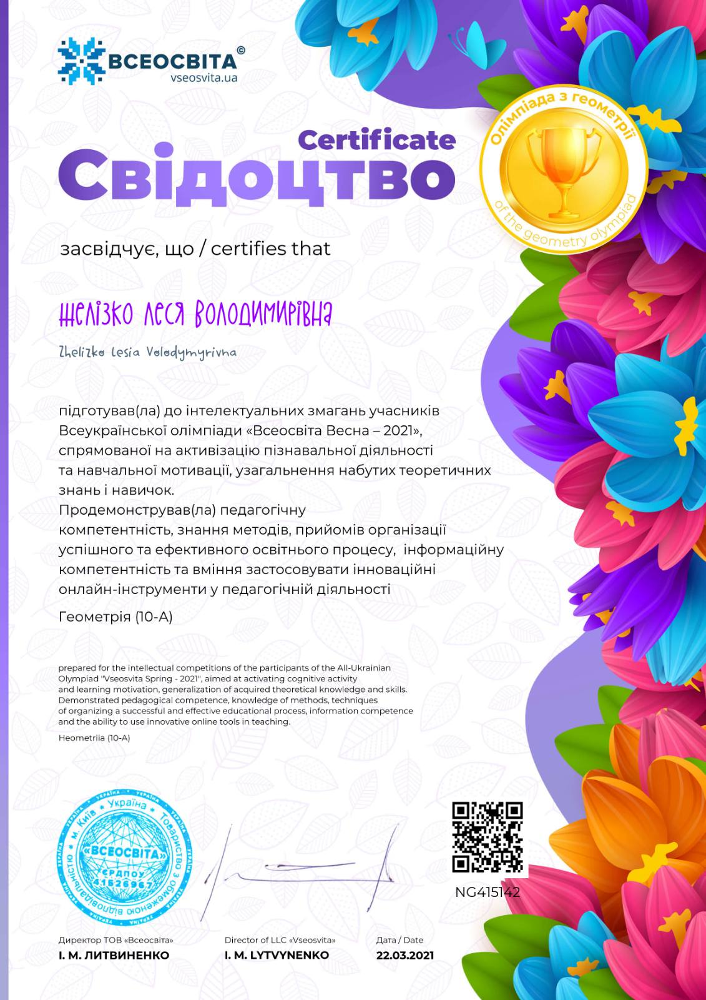 ВСЕОСВІТА ©
vseosvita.ua
Олімпіада з геометрії
of the geometry olympiad
Certificate
Свідоцтво
засвідчує, що / certifies that
Желізко Леся Володимирівна
Zhelizko Lesia Volodymyrivna
підготував(ла) до інтелектуальних змагань учасників
Всеукраїнської олімпіади «Всеосвіта Весна – 2021»,
спрямованої на активізацію пізнавальної діяльності
та навчальної мотивації, узагальнення набутих теоретичних
знань і навичок.
Продемонстрував(ла) педагогічну
компетентність, знання методів, прийомів організації
успішного та ефективного освітнього процесу, інформаційну
компетентність та вміння застосовувати інноваційні
онлайн-інструменти у педагогічній діяльності
Геометрія (10-А)
prepared for the intellectual competitions of the participants of the All-Ukrainian
Olympiad "Vseosvita Spring - 2021", aimed at activating cognitive activity
and learning motivation, generalization of acquired theoretical knowledge and skills.
Demonstrated pedagogical competence, knowledge of methods, techniques
of organizing a successful and effective educational process, information competence
and the ability to use innovative online tools in teaching.
Heometriia (10-A)
УКРАЇНА • УКРАЇНА • УКРАЇНА • УКРАЇНА • УКРАЇНА • УКРАЇНА
м. Київ * Україна * Товариство з обмеженою відповідальністю *
«ВСЕОСВІТА»
ЄРДПОУ
41526967
NG415142
Директор ТОВ «Всеосвіта»
І. М. ЛИТВИНЕНКО
Director of LLC «Vseosvita»
I. M. LYTVYNENKO
Дата / Date
22.03.2021